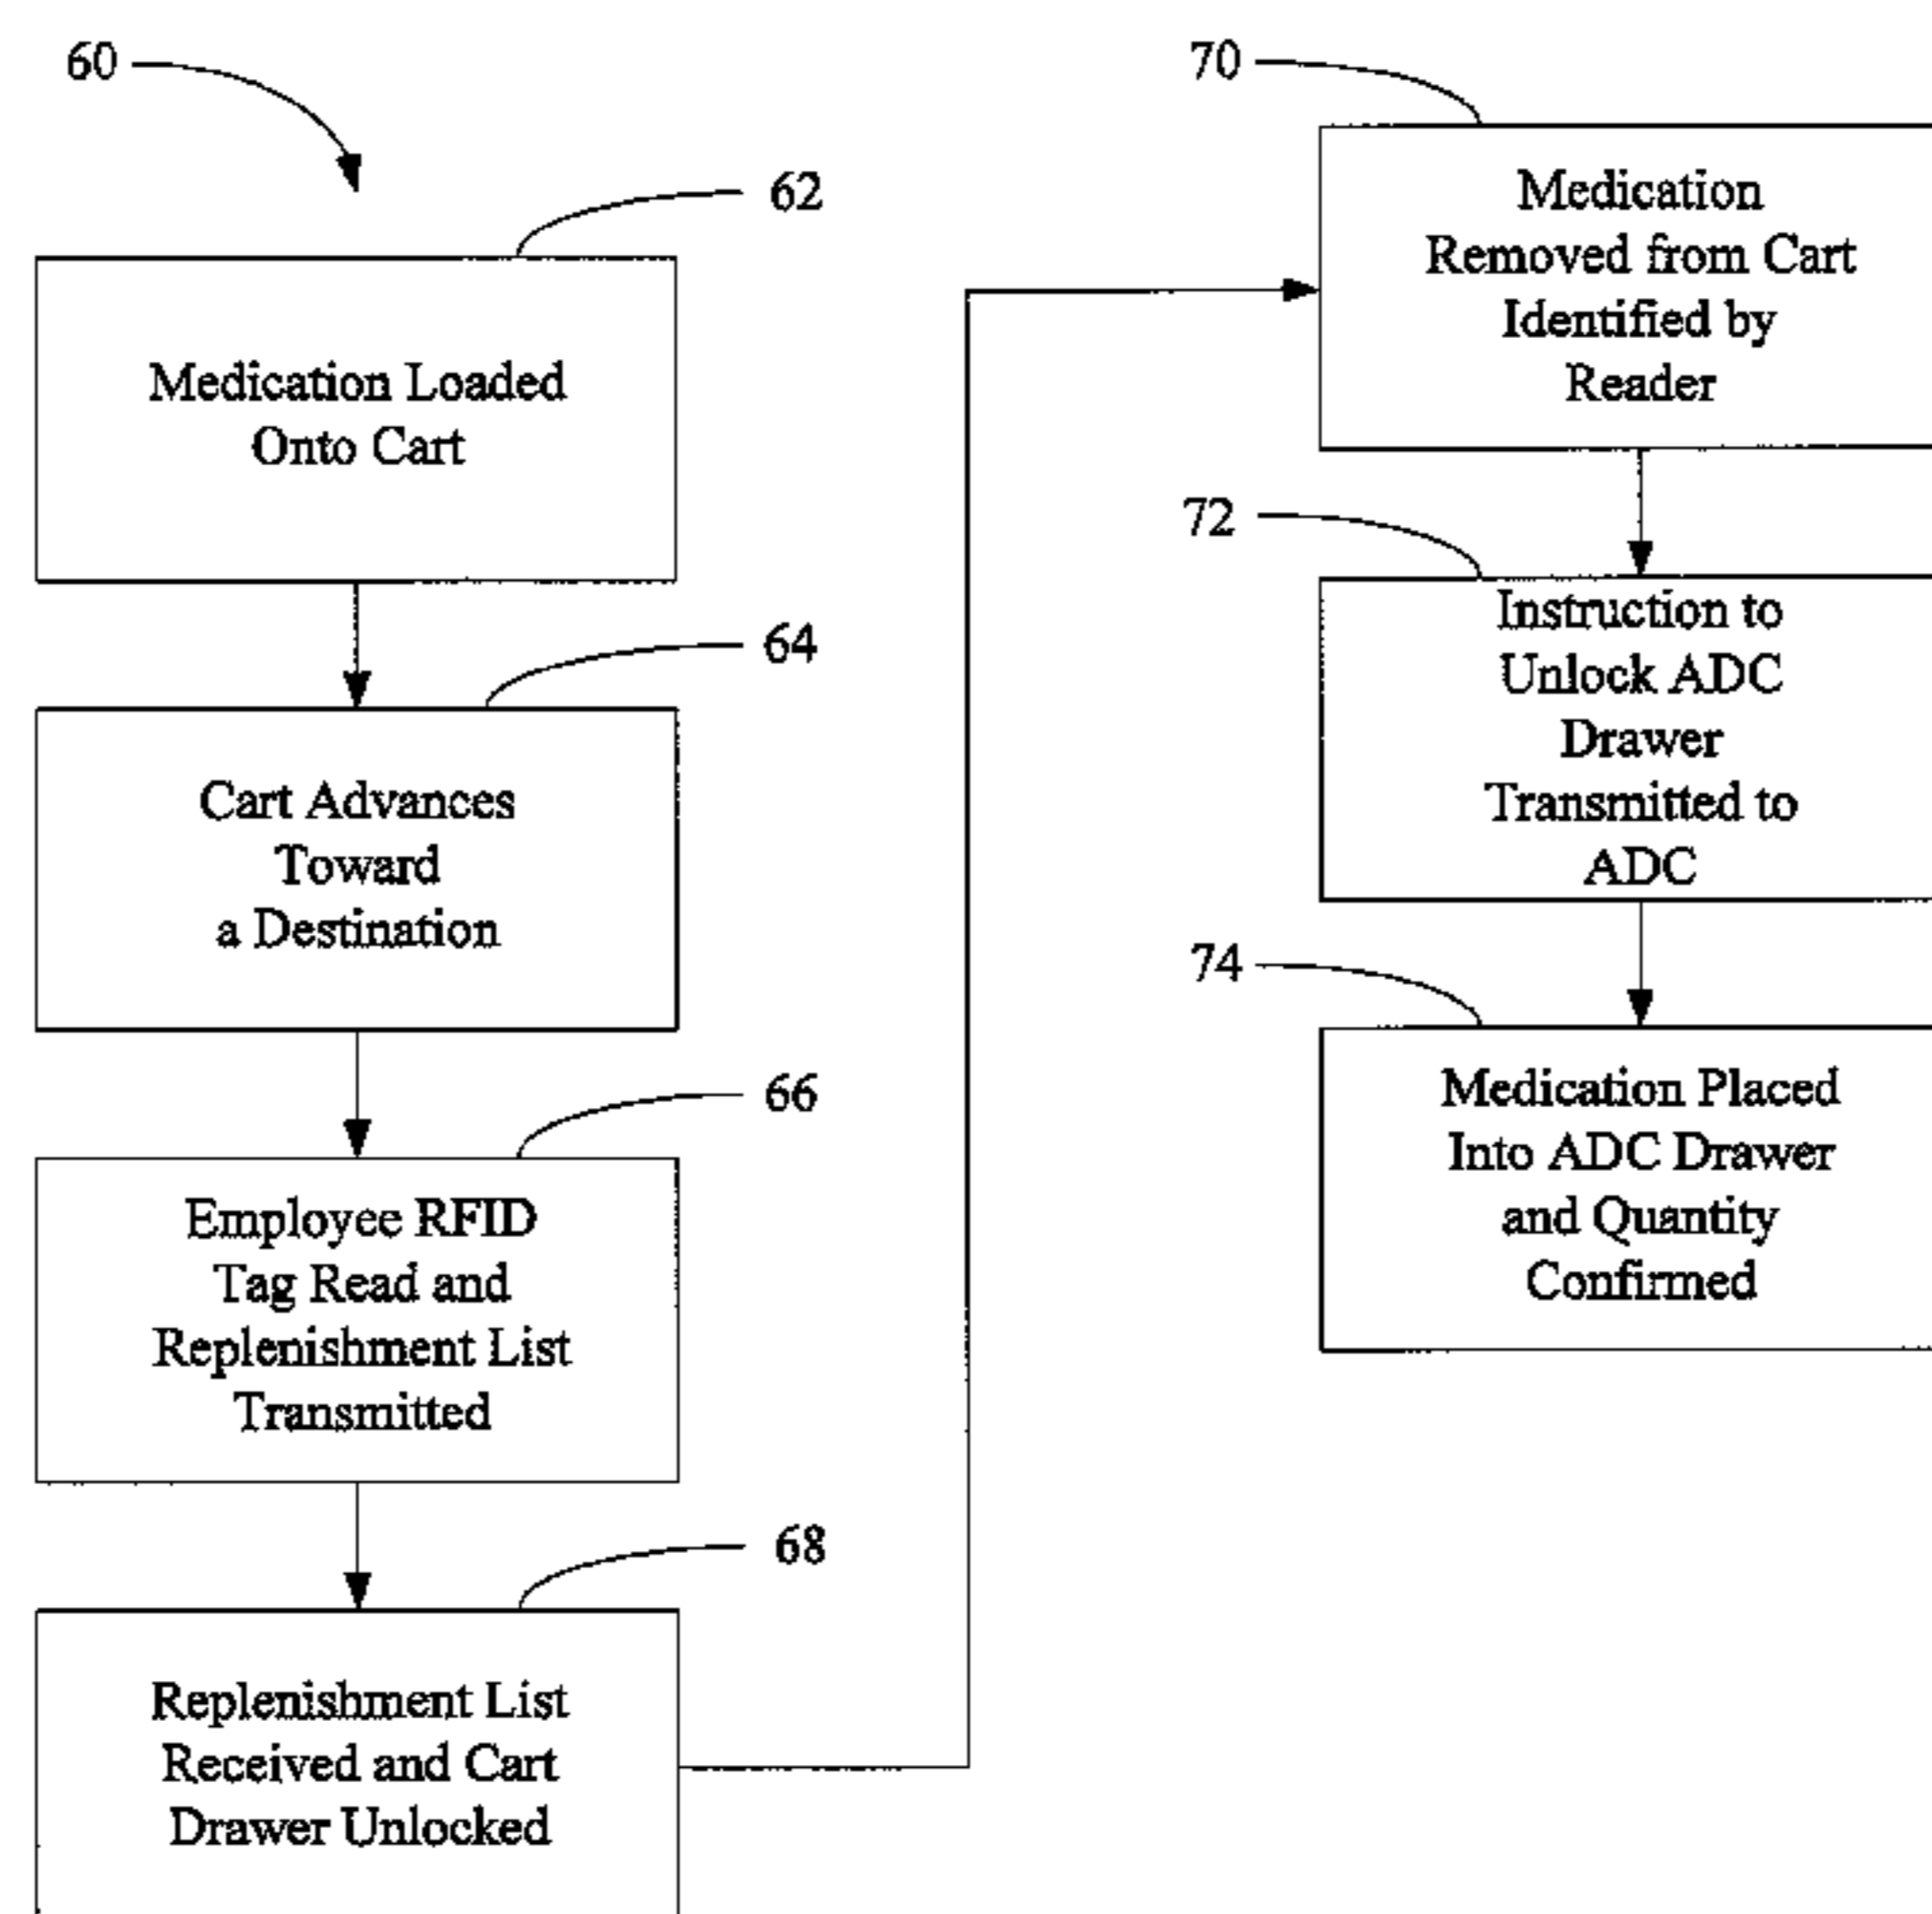 60
62
Medication Loaded
Onto Cart
64
Cart Advances
Toward
a Destination
66
Employee RFID
Tag Read and
Replenishment List
Transmitted
68
Replenishment List
Received and Cart
Drawer Unlocked
70
Medication
Removed from Cart
Identified by
Reader
72
Instruction to
Unlock ADC
Drawer
Transmitted to
ADC
74
Medication Placed
Into ADC Drawer
and Quantity
Confirmed